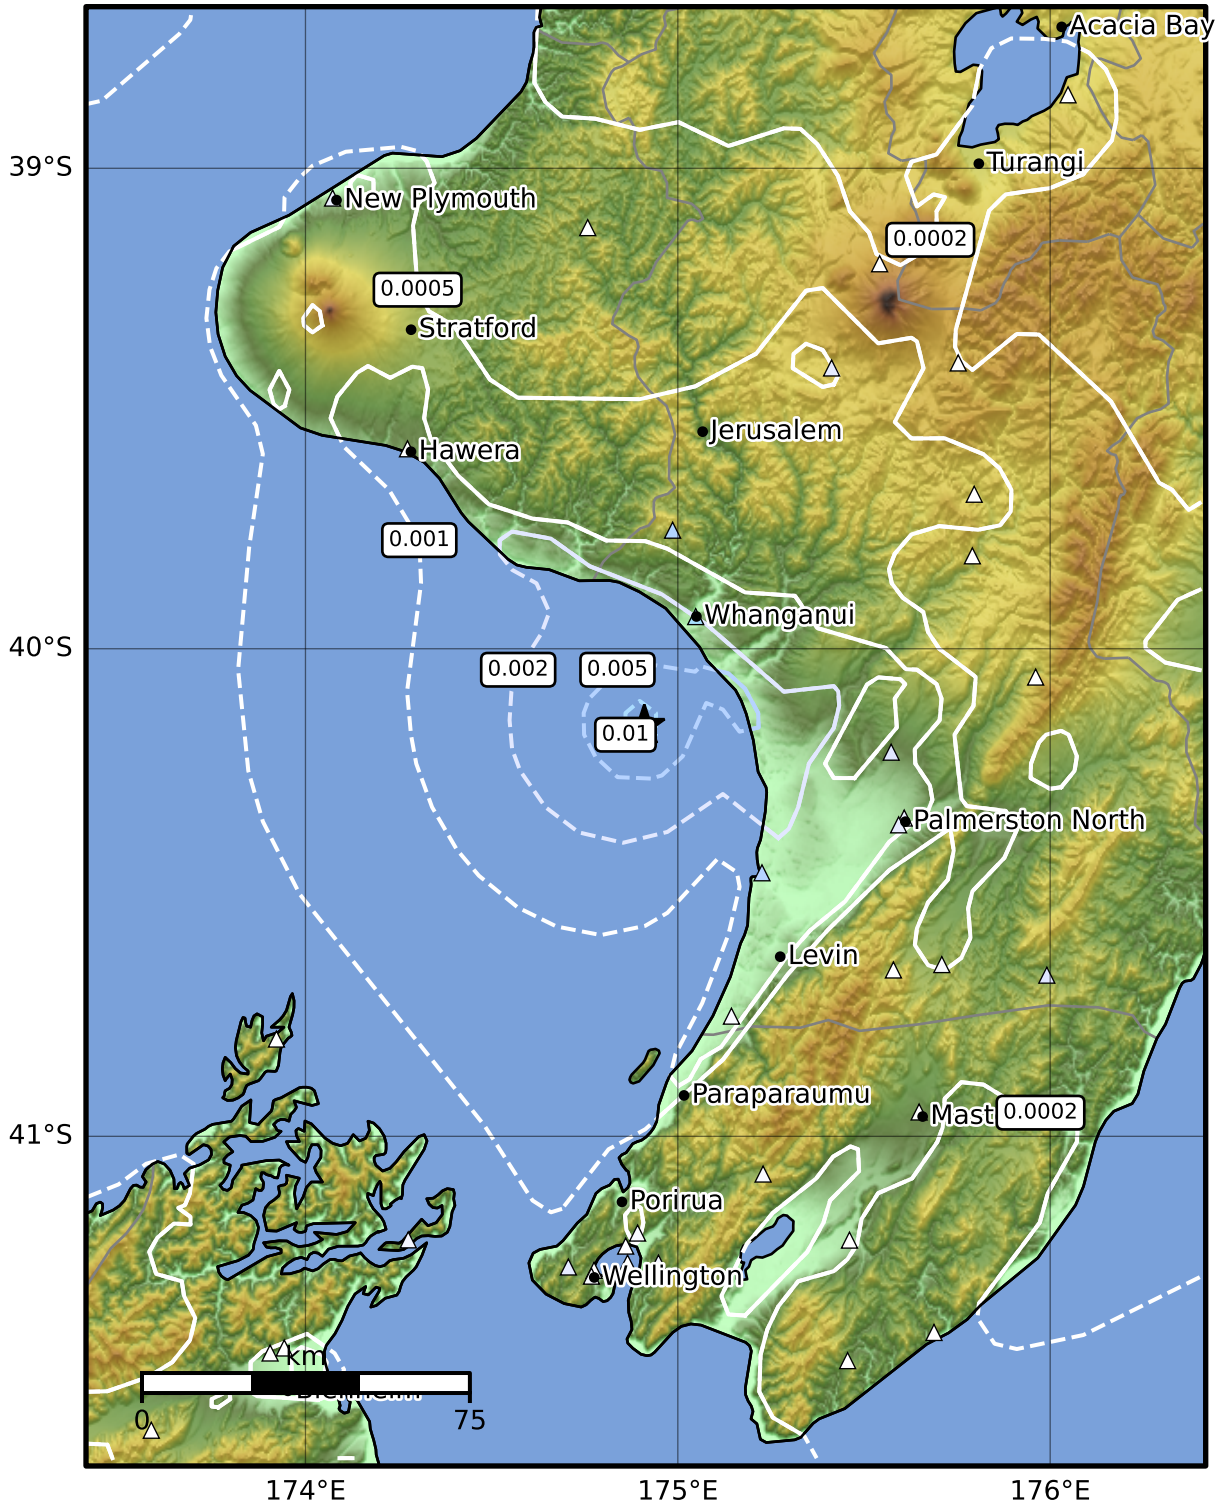 Acacia Bay
39°S
Turangi
New Plymouth
0.0002
0.0005
Stratford
Jerusalem
Hawera
0.001
Whanganui
40°S
0.002
0.005
0.01
Palmerston North
Levin
Paraparaumu
Mast
0.0002
41°S
Porirua
Wellington
km
0
75
174°E
175°E
176°E